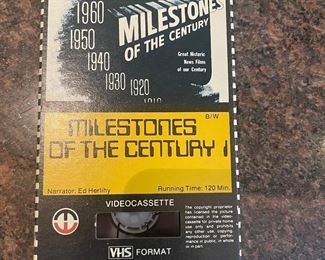 1960
1950
1940
1930
1920
1910
MILESTONES
OF THE CENTURY
Great Historic
News Films
of our Century
B/W
MILESTONES
OF THE CENTURY 1
Narrator: Ed Herlihy
Running Time: 120 Min.
VIDEOCASSETTE
VHS FORMAT
The copyright proprietor
has licensed the picture
contained in the video-
cassette for private home
use only and prohibits
any other use, copying,
reproduction or perfor-
mance in public, in whole
or in part.